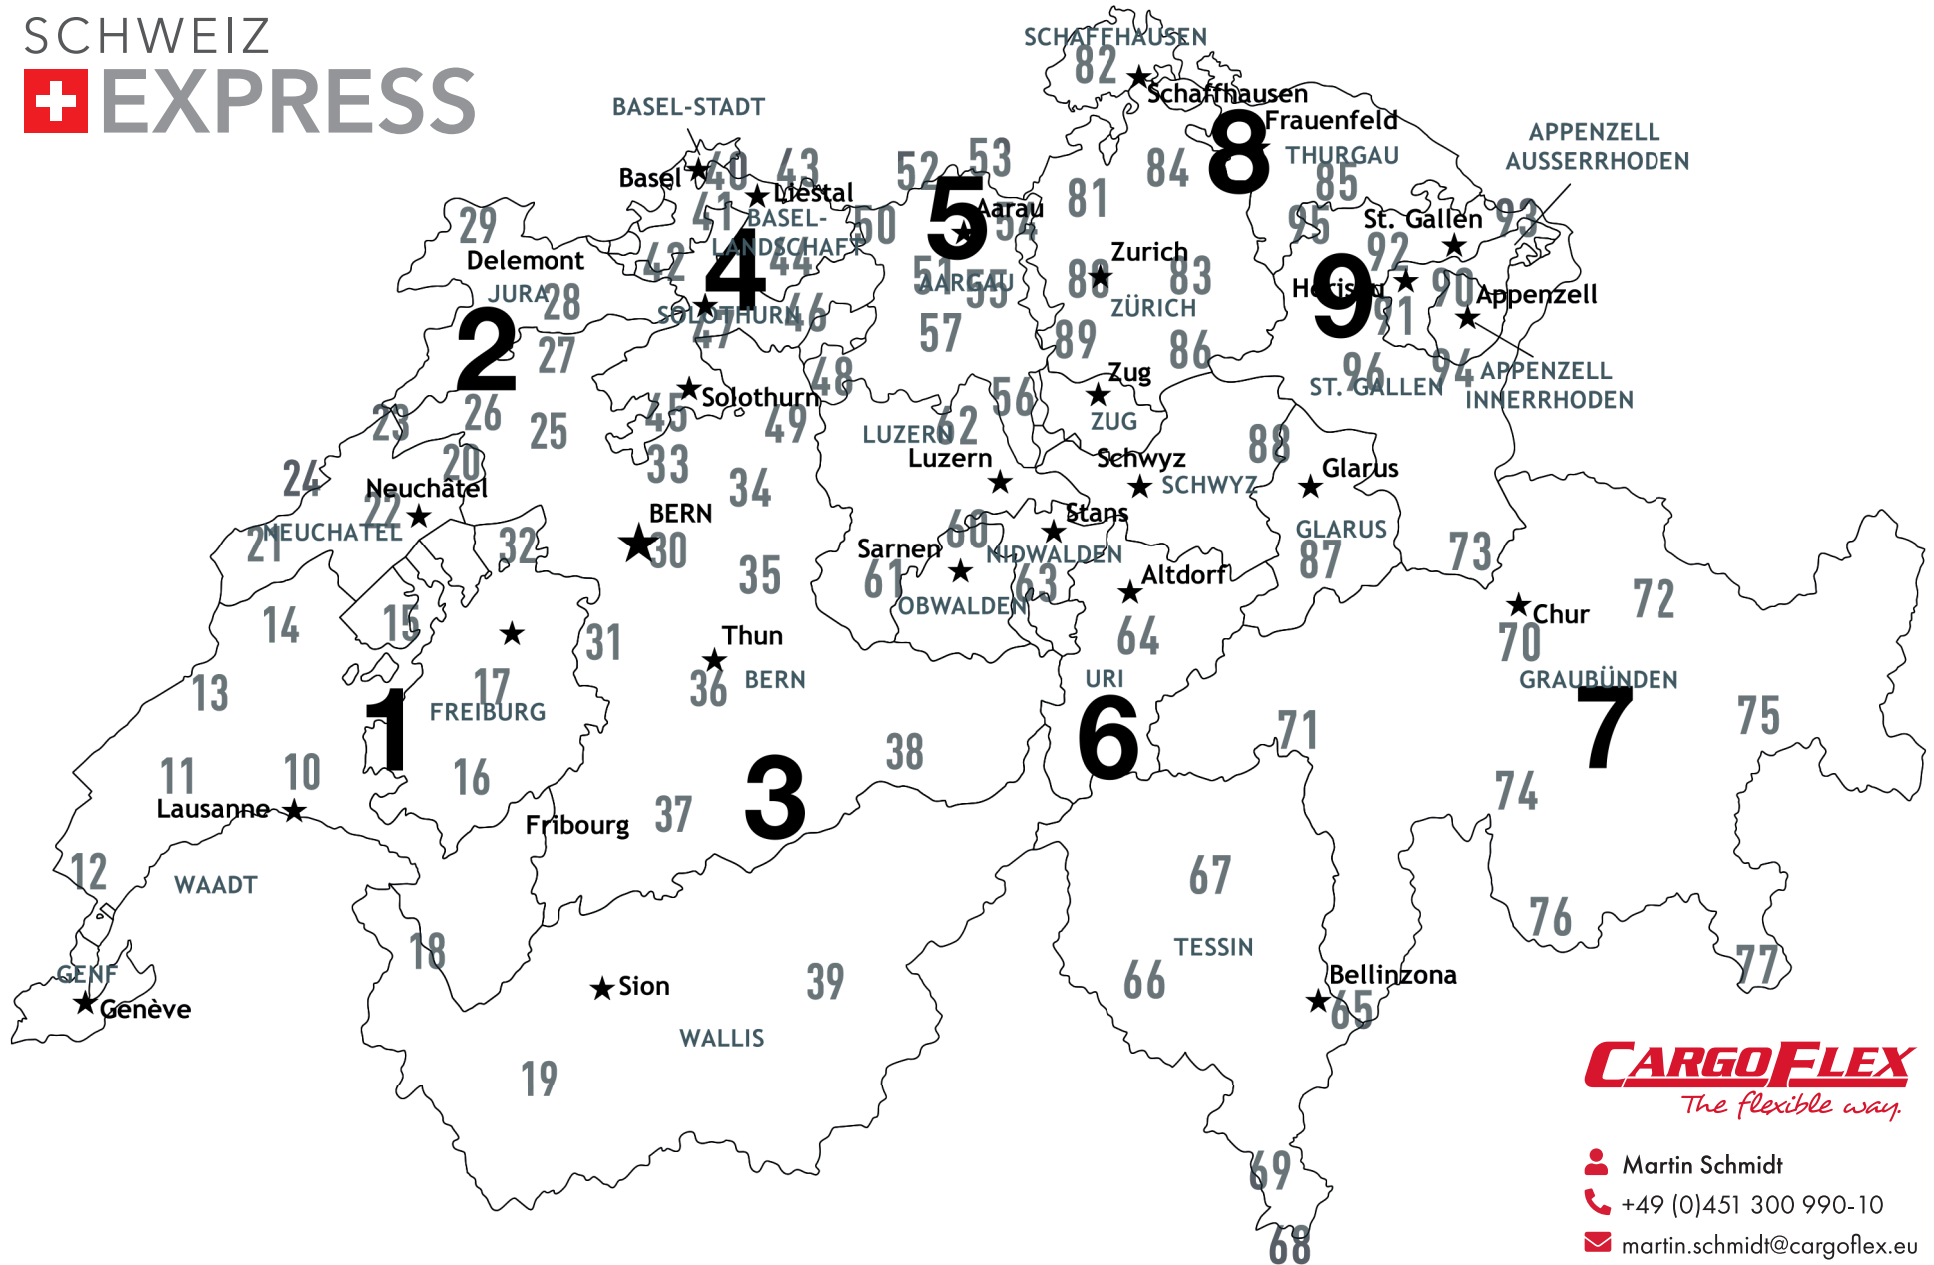 SCHWEIZ
EXPRESS
SCHAFFHAUSEN
82
Schaffhausen
BASEL-STADT
8
Frauenfeld
THURGAU
APPENZELL
AUSSERRHODEN
Basel
40
43
Liestal
52
53
84
85
81
41
BASEL-
LANDSCHAFT
50
5
Aarau
54
95
St. Gallen
93
29
Delemont
42
4
44
51
AARGAU
55
Zurich
80
83
ZÜRICH
92
Herisau
9
90
Appenzell
91
JURA
28
SOLOTHURN
46
47
57
89
86
2
27
48
96
94
ST. GALLEN
APPENZELL
INNERRHODEN
Zug
ZUG
Solothurn
45
49
56
62
LUZERN
Luzern
23
26
25
20
33
34
24
Neuchâtel
22
NEUCHATEL
21
BERN
30
32
35
88
Schwyz
SCHWYZ
Glarus
GLARUS
87
73
Stans
60
NIDWALDEN
Sarnen
61
63
OBWALDEN
Altdorf
64
URI
72
Chur
70
GRAUBÜNDEN
7
75
14
15
31
Thun
36
BERN
13
17
FREIBURG
1
6
71
74
11
10
16
38
3
37
Lausanne
Fribourg
12
WAADT
67
76
77
18
TESSIN
66
GENF
Genève
Sion
39
WALLIS
Bellinzona
65
19
69
68
CARGOFLEX
The flexible way.
Martin Schmidt
+49 (0)451 300 990-10
martin.schmidt@cargoflex.eu